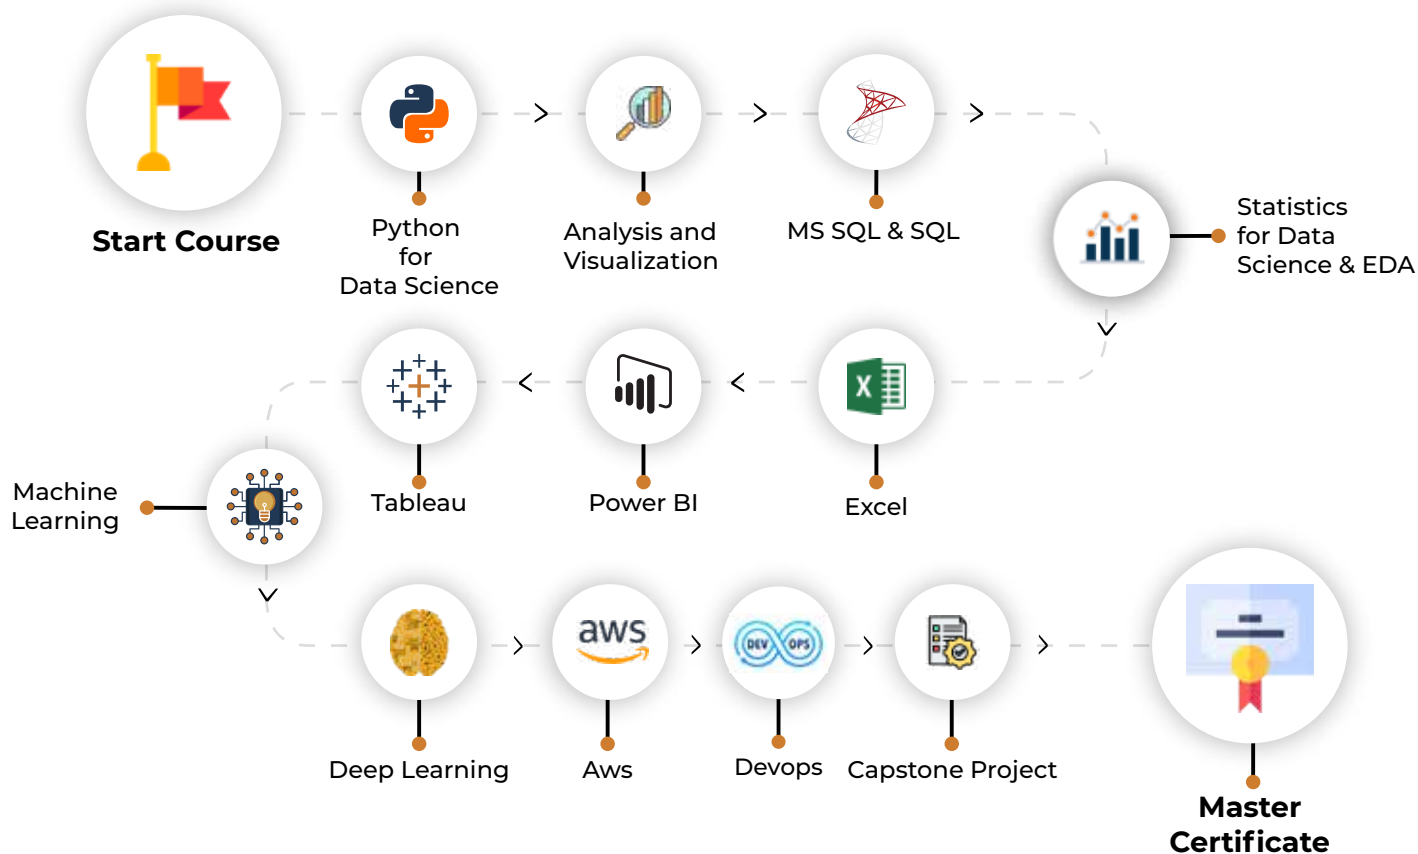 Start Course
Python
for
Data Science
Analysis and
Visualization
MS SQL & SQL
Statistics
for Data
Science & EDA
X
Excel
Power BI
Tableau
Machine
Learning
Deep Learning
aws
Aws
DEV OPS
Devops
Capstone Project
Master
Certificate